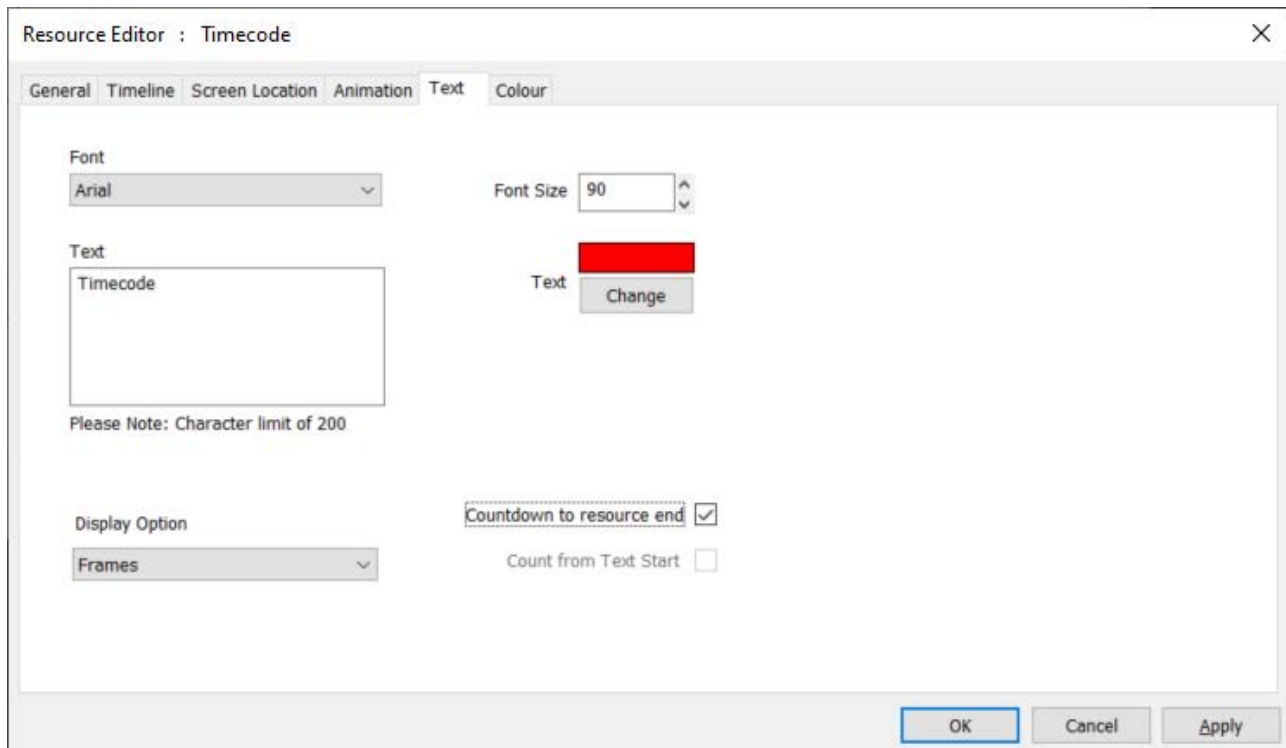 Resource Editor : Timecode
General Timeline Screen Location Animation Text Colour
Font
Arial
Font Size 90
Text
Timecode
Text
Change
Please Note: Character limit of 200
Display Option
Frames
Countdown to resource end
Count from Text Start
OK Cancel Apply